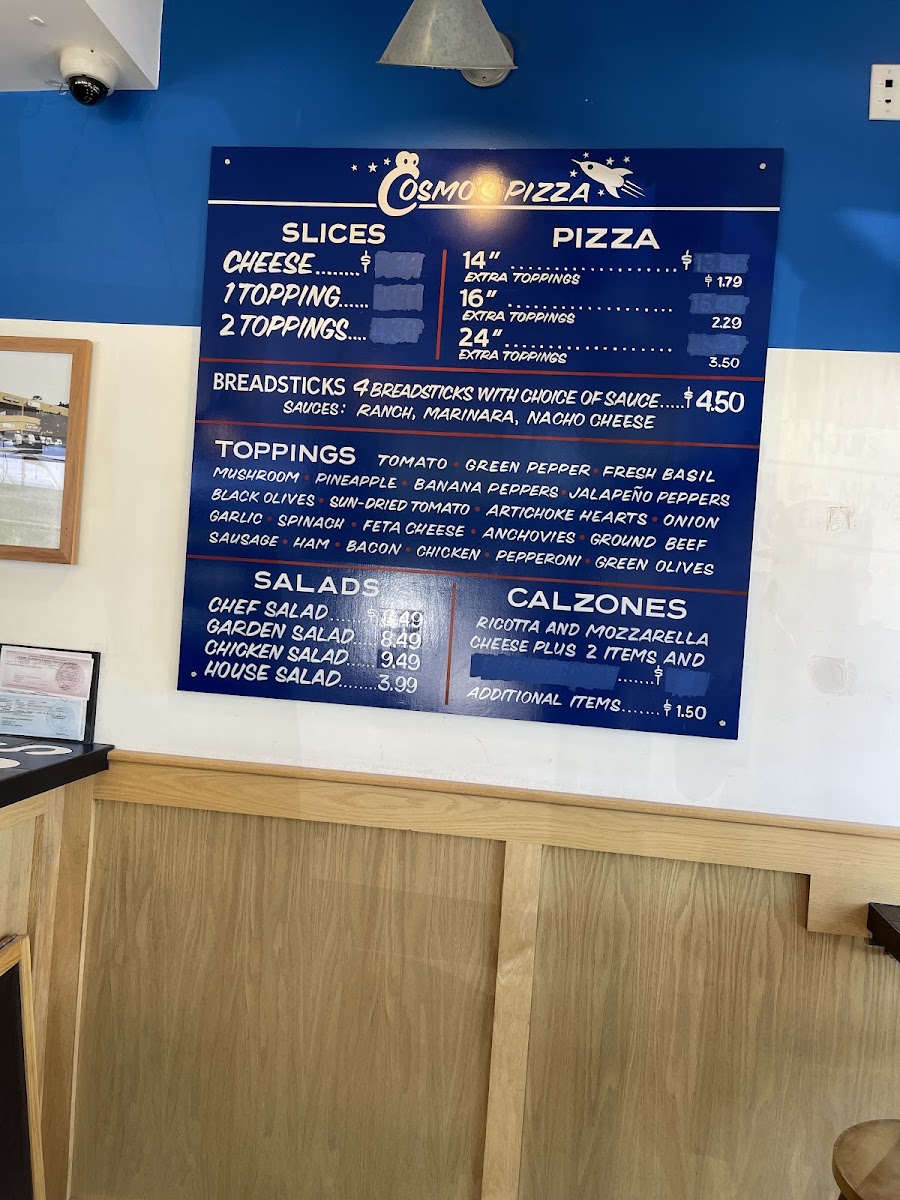 COSMO'S PIZZA
SLICES
CHEESE........$
1 TOPPING......
2 TOPPINGS....
PIZZA
14" ........................ $
EXTRA TOPPINGS $1.79
16" ........................
EXTRA TOPPINGS 2.29
24" ........................
EXTRA TOPPINGS 3.50
BREADSTICKS 4 BREADSTICKS WITH CHOICE OF SAUCE.....$4.50
SAUCES: RANCH, MARINARA, NACHO CHEESE
TOPPINGS TOMATO • GREEN PEPPER • FRESH BASIL
MUSHROOM • PINEAPPLE • BANANA PEPPERS • JALAPEÑO PEPPERS
BLACK OLIVES • SUN-DRIED TOMATO • ARTICHOKE HEARTS • ONION
GARLIC • SPINACH • FETA CHEESE • ANCHOVIES • GROUND BEEF
SAUSAGE • HAM • BACON • CHICKEN • PEPPERONI • GREEN OLIVES
SALADS
CHEF SALAD......$
GARDEN SALAD.... 8.49
CHICKEN SALAD..... 9.49
HOUSE SALAD........3.99
CALZONES
RICOTTA AND MOZZARELLA
CHEESE PLUS 2 ITEMS AND
......$
ADDITIONAL ITEMS......$1.50